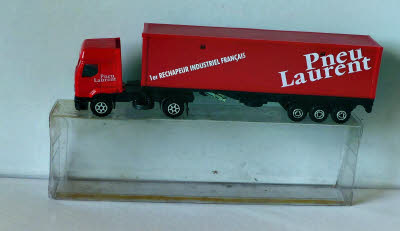 Pneu
Laurent
1er RECHAPEUR INDUSTRIEL FRANÇAIS
Pneu
Laurent